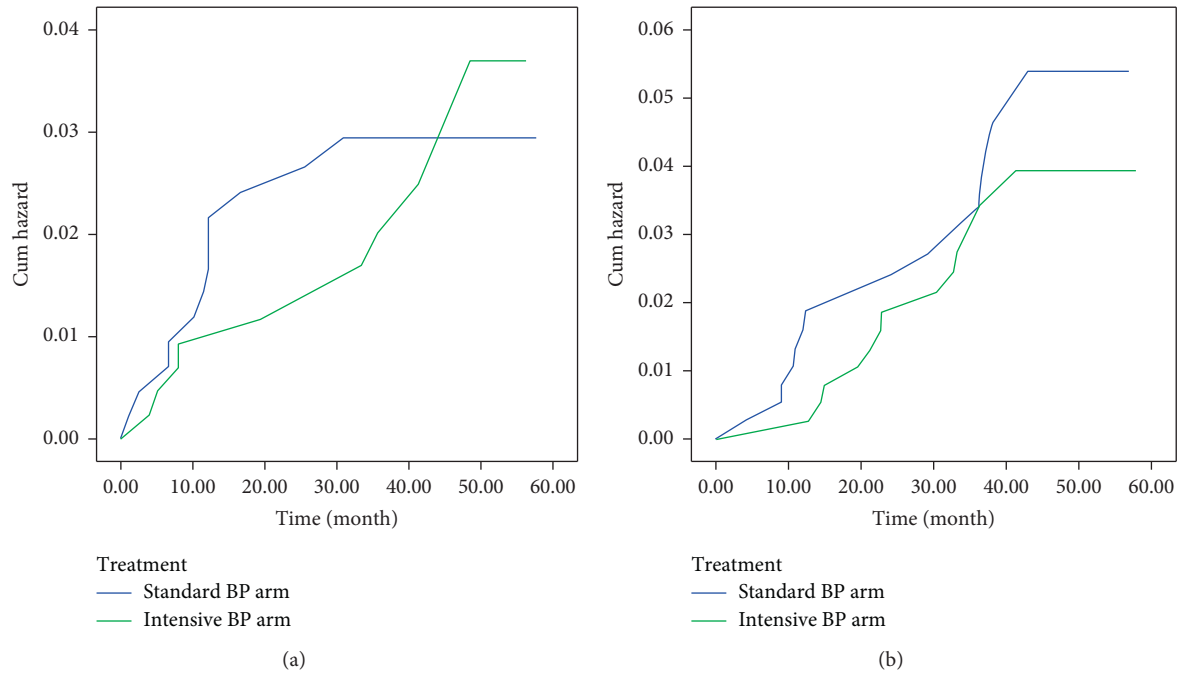 0.04
0.03
0.02
0.01
0.00
Cum hazard
0.00 10.00 20.00 30.00 40.00 50.00 60.00
Time (month)
Treatment
Standard BP arm
Intensive BP arm
(a)
0.06
0.05
0.04
0.03
0.02
0.01
0.00
Cum hazard
0.00 10.00 20.00 30.00 40.00 50.00 60.00
Time (month)
Treatment
Standard BP arm
Intensive BP arm
(b)